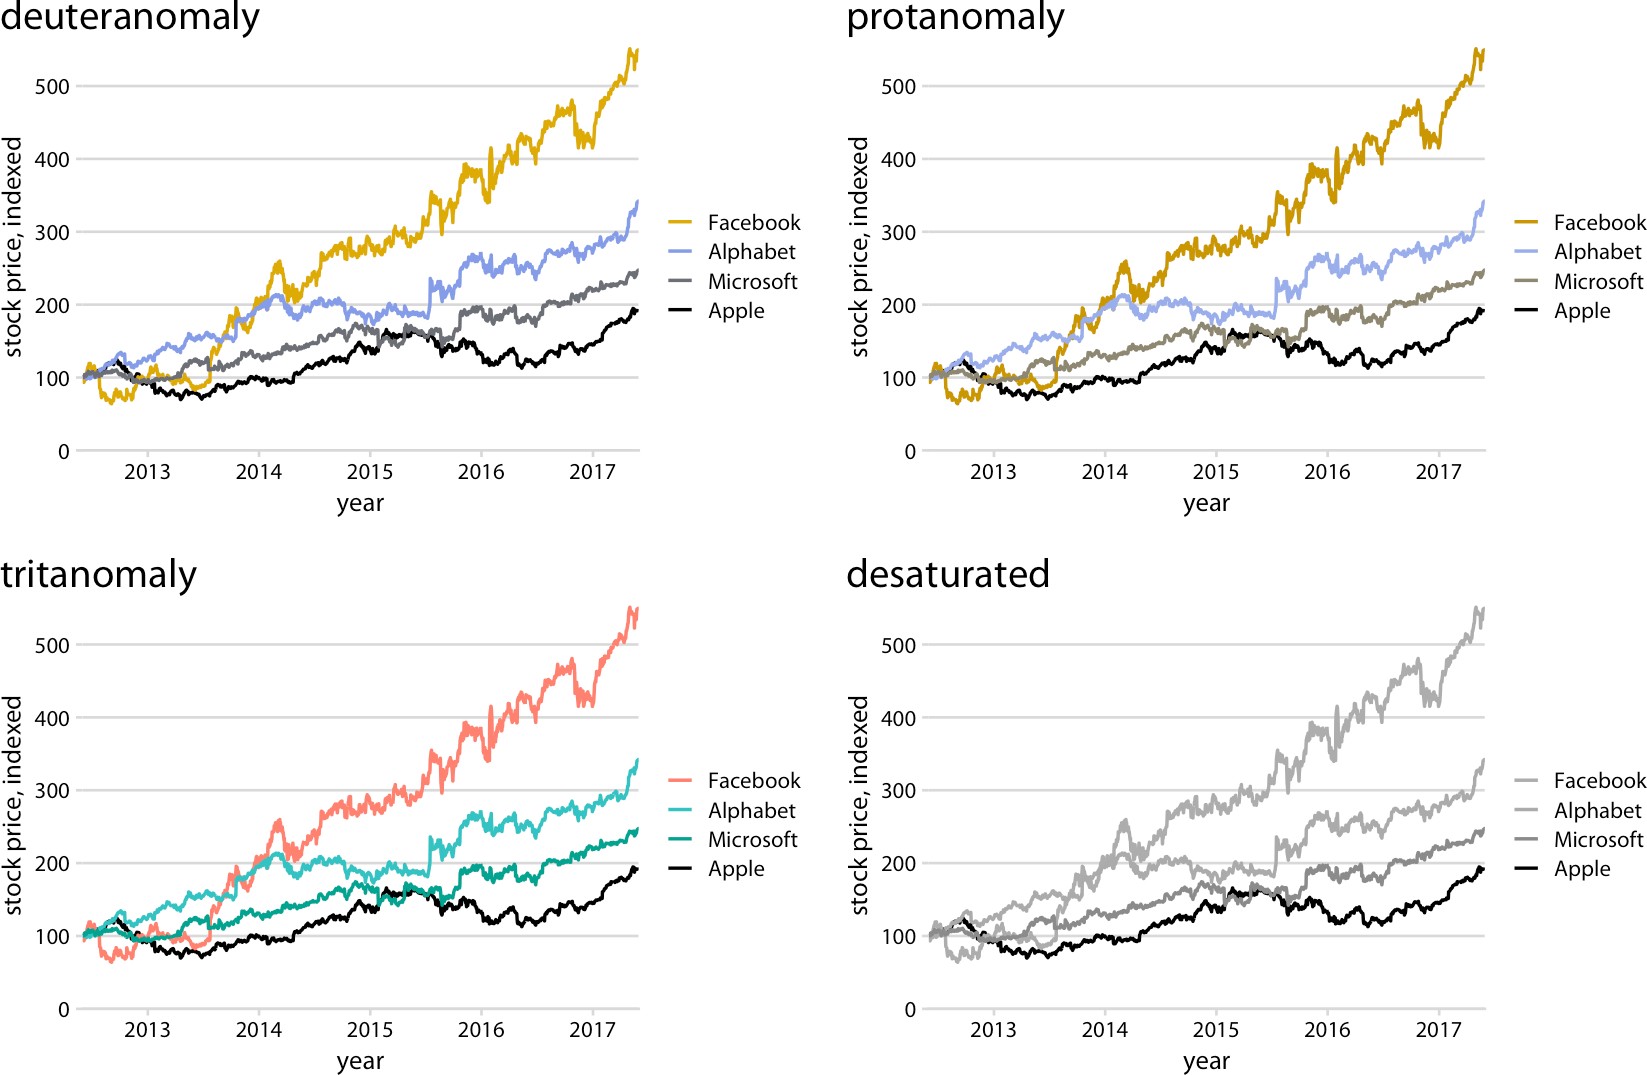 deuteranomaly
stock price, indexed
500
400
300
200
100
0
2013 2014 2015 2016 2017
year
Facebook
Alphabet
Microsoft
Apple
protanomaly
stock price, indexed
500
400
300
200
100
0
2013 2014 2015 2016 2017
year
Facebook
Alphabet
Microsoft
Apple
tritanomaly
stock price, indexed
500
400
300
200
100
0
2013 2014 2015 2016 2017
year
Facebook
Alphabet
Microsoft
Apple
desaturated
stock price, indexed
500
400
300
200
100
0
2013 2014 2015 2016 2017
year
Facebook
Alphabet
Microsoft
Apple